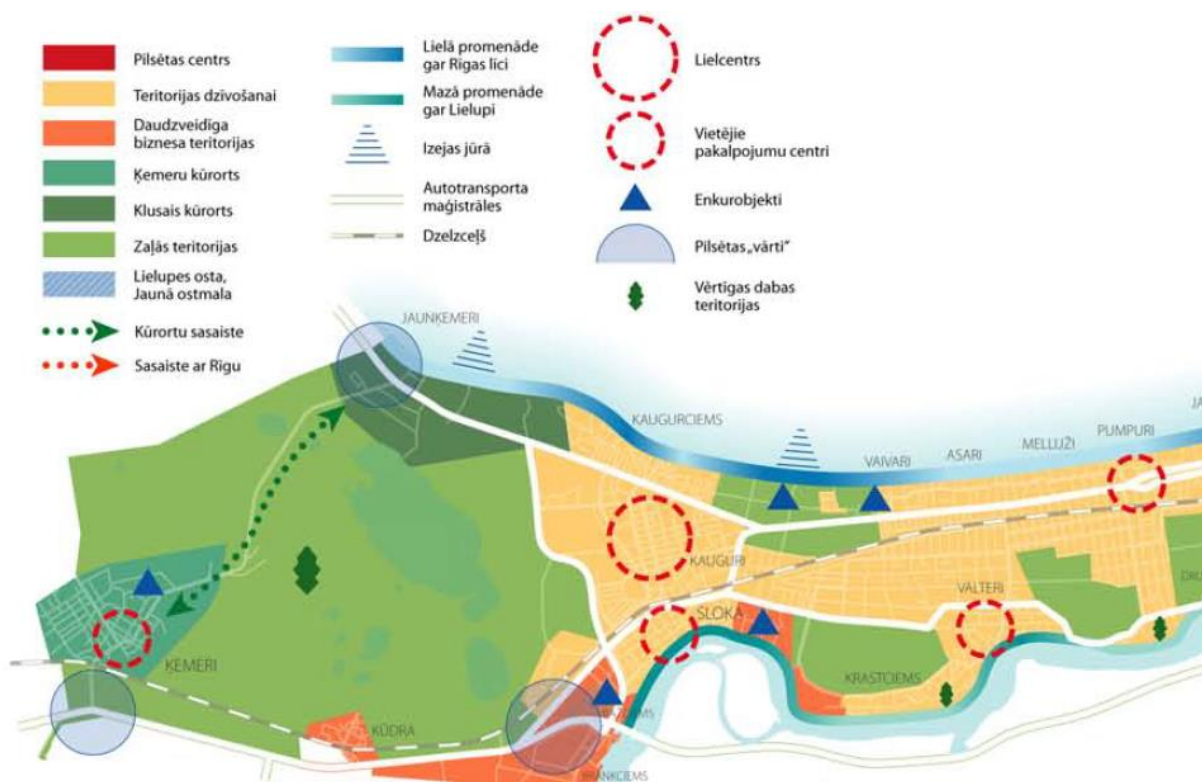 Pilsētas centrs
Teritorijas dzīvošanai
Daudzveidīga
biznesa teritorijas
Ķemeru kūrorts
Klusais kūrorts
Zaļās teritorijas
Lielupes osta,
Jaunā ostmala
Kūrortu sasaiste
Sasaiste ar Rīgu
Lielā promenāde
gar Rīgas līci
Mazā promenāde
gar Lielupi
Izejas jūrā
Autotransporta
maģistrāles
Dzelzceļš
Lielcentrs
Vietējie
pakalpojumu centri
Enkurobjekti
Pilsētas „vārti”
Vērtīgas dabas
teritorijas
JAUNĶEMERI
KAUGURCIEMS
VAIVARI
ASARI
MELLUŽI
PUMPURI
JA
KAUGURI
SLOKA
VALTERI
DRU
KRASTCIEMS
ĶEMERI
KŪDRA